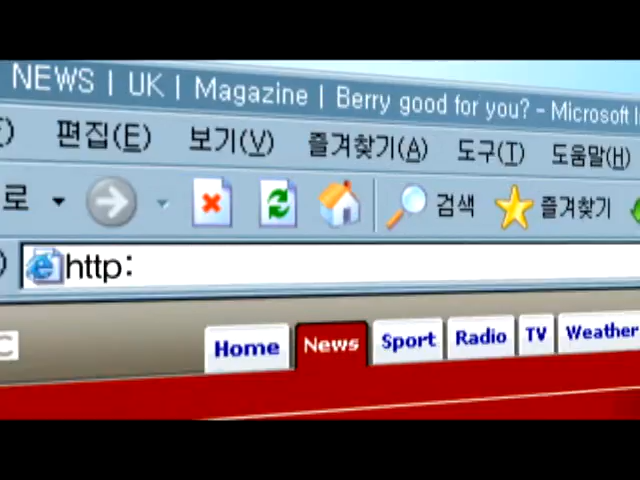 NEWS | UK | Magazine | Berry good for you? - Microsoft
편집(E) 보기(V) 즐겨찾기(A) 도구(T) 도움말(H)
로 검색 즐겨찾기
http:
C Home News Sport Radio TV Weather